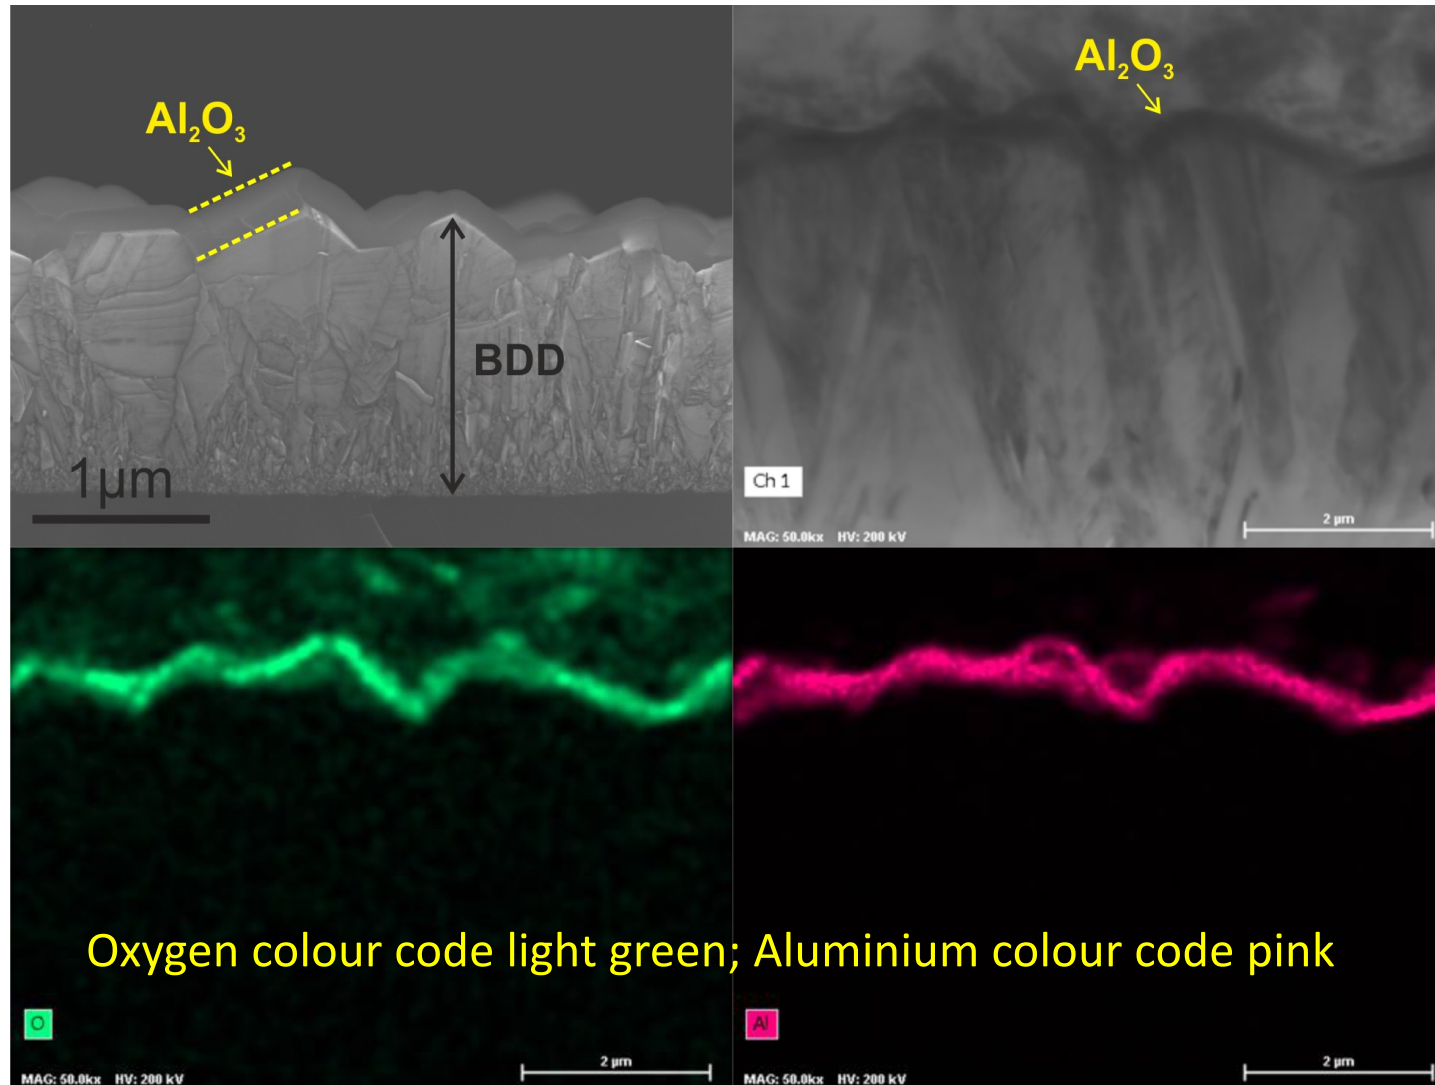 Al₂O₃
BDD
1µm
Al₂O₃
Ch 1
2 µm
MAG: 50.0kx HV: 200 kV
Oxygen colour code light green; Aluminium colour code pink
O
2 µm
MAG: 50.0kx HV: 200 kV
Al
2 µm
MAG: 50.0kx HV: 200 kV